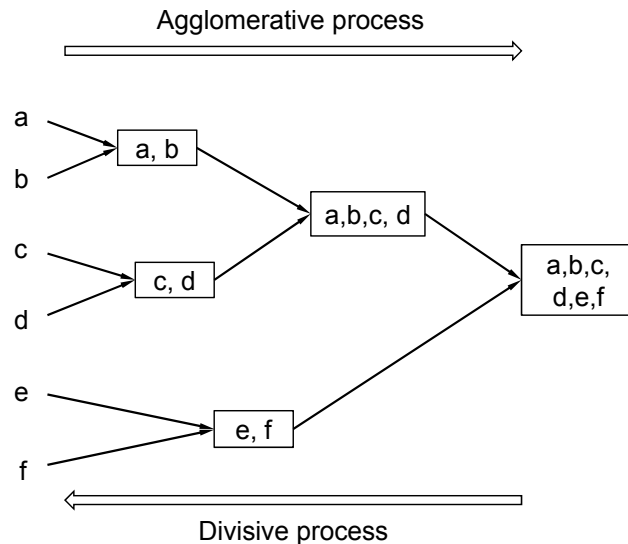 Agglomerative process
a
b
a, b
c
d
c, d
a,b,c, d
e
f
e, f
a,b,c,
d,e,f
Divisive process